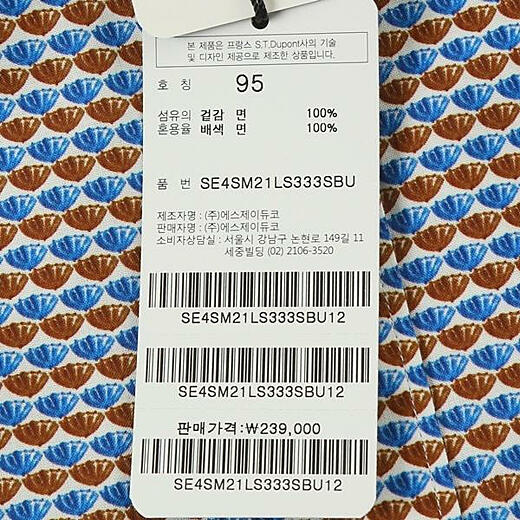 본 제품은 프랑스 S.T.Dupont사의 기술
및 디자인 제공으로 제조한 상품입니다.
호 칭 95
섬유의 겉감 면 100%
혼용율 배색 면 100%
품 번 SE4SM21LS333SBU
제조자명 : (주)에스제이듀코
판매자명 : (주)에스제이듀코
소비자상담실 : 서울시 강남구 논현로 149길 11
세중빌딩 (02) 2106-3520
SE4SM21LS333SBU12
SE4SM21LS333SBU12
판매가격:₩239,000
SE4SM21LS333SBU12